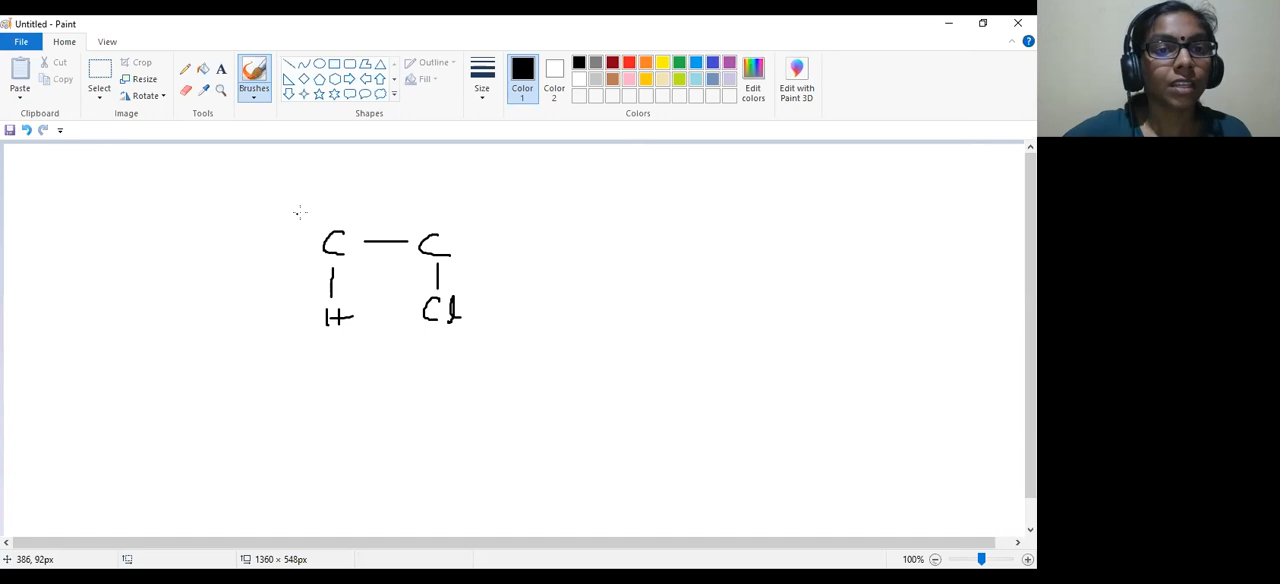 Untitled - Paint
File Home View
Paste
Cut
Copy
Clipboard
Select
Crop
Resize
Rotate
Image
A
Tools
Brushes
Outline
Fill
Shapes
Size
Color 1
Color 2
Edit colors
Colors
Edit with Paint 3D
C — C
H Cl
386, 92px
1360 × 548px
100%